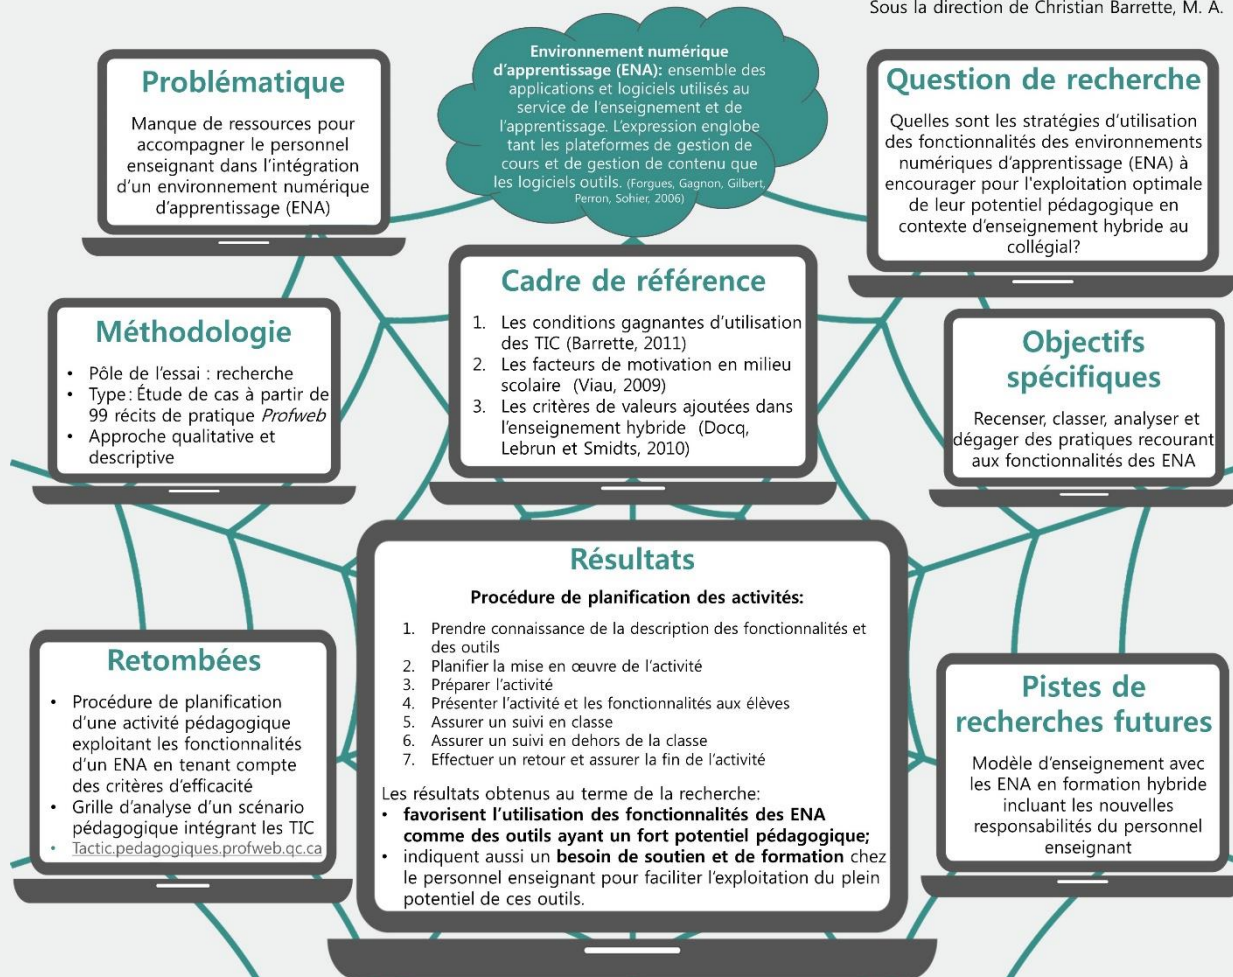 Sous la direction de Christian Barrette, M. A.
Problématique
Manque de ressources pour
accompagner le personnel
enseignant dans l'intégration
d'un environnement numérique
d'apprentissage (ENA)
Environnement numérique
d'apprentissage (ENA): ensemble des
applications et logiciels utilisés au
service de l'enseignement et de
l'apprentissage. L'expression englobe
tant les plateformes de gestion de
cours et de gestion de contenu que
les logiciels outils. (Forgues, Gagnon, Gilbert,
Perron, Sohier, 2006)
Question de recherche
Quelles sont les stratégies d'utilisation
des fonctionnalités des environnements
numériques d'apprentissage (ENA) à
encourager pour l'exploitation optimale
de leur potentiel pédagogique en
contexte d'enseignement hybride au
collégial?
Méthodologie
• Pôle de l'essai : recherche
• Type : Étude de cas à partir de
99 récits de pratique Profweb
• Approche qualitative et
descriptive
Cadre de référence
1. Les conditions gagnantes d'utilisation
des TIC (Barrette, 2011)
2. Les facteurs de motivation en milieu
scolaire (Viau, 2009)
3. Les critères de valeurs ajoutées dans
l'enseignement hybride (Docq,
Lebrun et Smidts, 2010)
Objectifs
spécifiques
Recenser, classer, analyser et
dégager des pratiques recourant
aux fonctionnalités des ENA
Résultats
Procédure de planification des activités:
1. Prendre connaissance de la description des fonctionnalités et
des outils
2. Planifier la mise en œuvre de l'activité
3. Préparer l'activité
4. Présenter l'activité et les fonctionnalités aux élèves
5. Assurer un suivi en classe
6. Assurer un suivi en dehors de la classe
7. Effectuer un retour et assurer la fin de l'activité
Les résultats obtenus au terme de la recherche:
• favorisent l'utilisation des fonctionnalités des ENA
comme des outils ayant un fort potentiel pédagogique;
• indiquent aussi un besoin de soutien et de formation chez
le personnel enseignant pour faciliter l'exploitation du plein
potentiel de ces outils.
Retombées
• Procédure de planification
d'une activité pédagogique
exploitant les fonctionnalités
d'un ENA en tenant compte
des critères d'efficacité
• Grille d'analyse d'un scénario
pédagogique intégrant les TIC
• Tactic.pedagogiques.profweb.qc.ca
Pistes de
recherches futures
Modèle d'enseignement avec
les ENA en formation hybride
incluant les nouvelles
responsabilités du personnel
enseignant